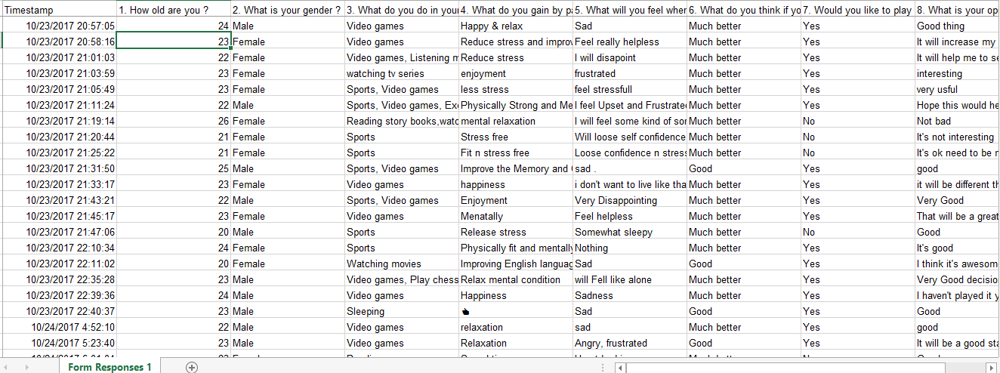 Timestamp 1. How old are you ? 2. What is your gender ? 3. What do you do in your 4. What do you gain by pa 5. What will you feel when 6. What do you think if yo 7. Would you like to play 8. What is your op
10/23/2017 20:57:05 24 Male Video games Happy & relax Sad Much better Yes Good thing
10/23/2017 20:58:16 23 Female Video games Reduce stress and improv Feel really helpless Much better Yes It will increase my
10/23/2017 21:01:03 22 Female Video games, Listening m Reduce stress I will disapoint Much better Yes It will help me to se
10/23/2017 21:03:59 23 Female watching tv series enjoyment frustrated Much better Yes interesting
10/23/2017 21:05:49 23 Female Sports, Video games less stress feel stressfull Much better Yes very usful
10/23/2017 21:11:24 22 Male Sports, Video games, Exe Physically Strong and Me I feel Upset and Frustrated Much better Yes Hope this would he
10/23/2017 21:19:14 26 Female Reading story books,watc mental relaxation I will feel some kind of sor Much better No Not bad
10/23/2017 21:20:44 21 Female Sports Stress free Will loose self confidence Much better No It's not interesting
10/23/2017 21:25:22 21 Female Sports Fit n stress free Loose confidence n stress Much better No It's ok need to be
10/23/2017 21:31:50 25 Male Sports, Video games Improve the Memory and sad . Good Yes good
10/23/2017 21:33:17 23 Female Video games happiness i don't want to live like tha Much better Yes it will be different th
10/23/2017 21:43:21 22 Male Sports, Video games Enjoyment Very Disappointing Much better Yes Very Good
10/23/2017 21:45:17 23 Female Video games Menatally Feel helpless Much better Yes That will be a great
10/23/2017 21:47:06 20 Male Sports Release stress Somewhat sleepy Much better No Good
10/23/2017 22:10:34 24 Female Sports Physically fit and mentally Nothing Much better Yes It's good
10/23/2017 22:11:02 20 Female Watching movies Improving English languag Sad Good Yes I think it's awesom
10/23/2017 22:35:28 23 Male Video games, Play chess Relax mental condition will Fell like alone Much better Yes Very Good decisio
10/23/2017 22:39:36 24 Male Video games Happiness Sadness Much better Yes I haven't played it y
10/23/2017 22:40:37 23 Male Sleeping Sad Good Yes Good
10/24/2017 4:52:10 22 Male Video games relaxation sad Much better Yes good
10/24/2017 5:23:40 23 Male Video games Relaxation Angry, frustrated Good Yes It will be a good sta
Form Responses 1